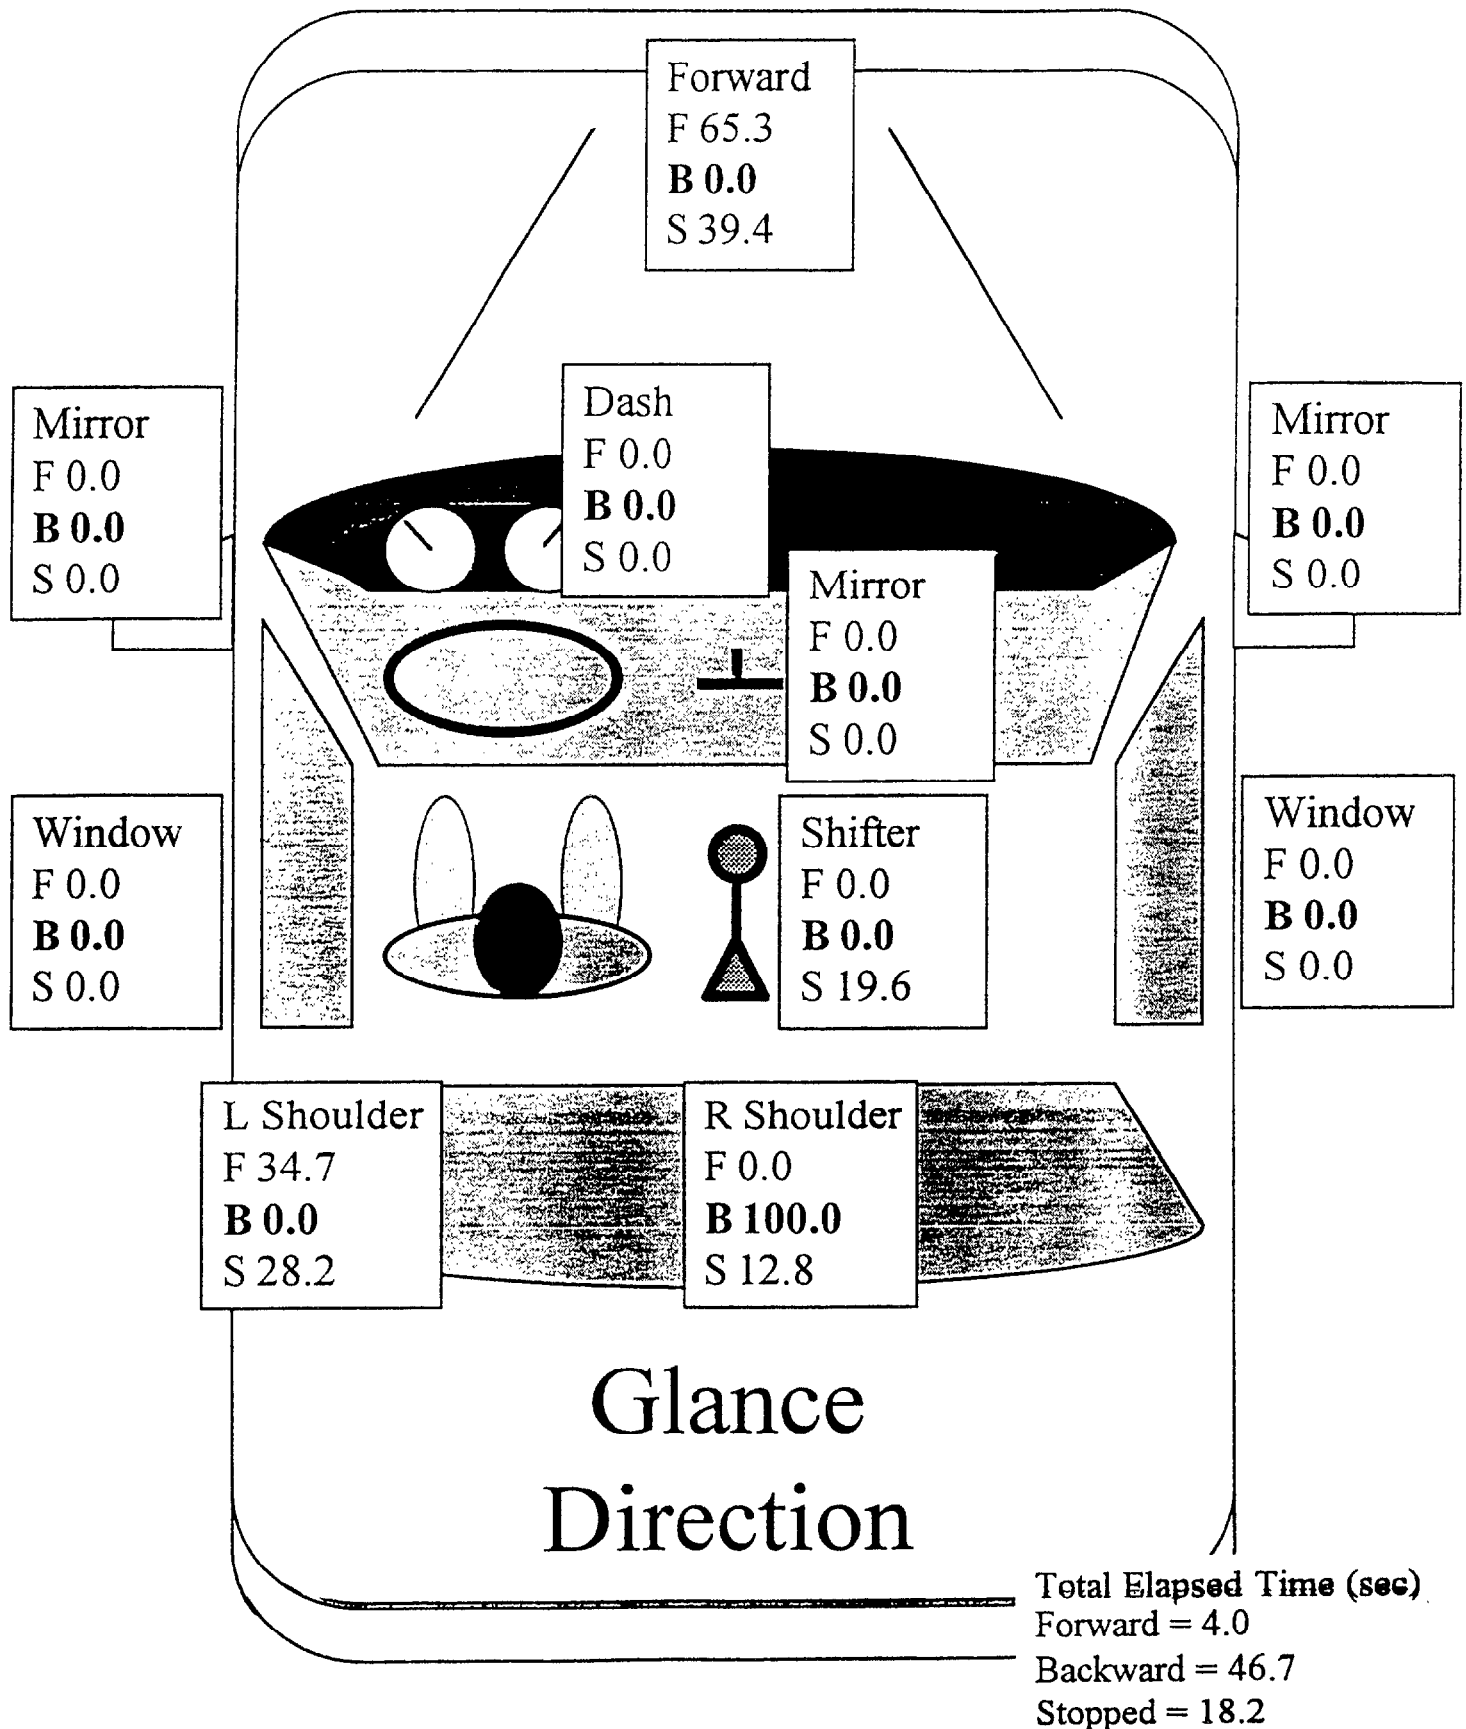 Forward
F 65.3
B 0.0
S 39.4
Dash
F 0.0
B 0.0
S 0.0
Mirror
F 0.0
B 0.0
S 0.0
Mirror
F 0.0
B 0.0
S 0.0
Mirror
F 0.0
B 0.0
S 0.0
Window
F 0.0
B 0.0
S 0.0
Shifter
F 0.0
B 0.0
S 19.6
Window
F 0.0
B 0.0
S 0.0
L Shoulder
F 34.7
B 0.0
S 28.2
R Shoulder
F 0.0
B 100.0
S 12.8
Glance
Direction
Total Elapsed Time (sec)
Forward = 4.0
Backward = 46.7
Stopped = 18.2